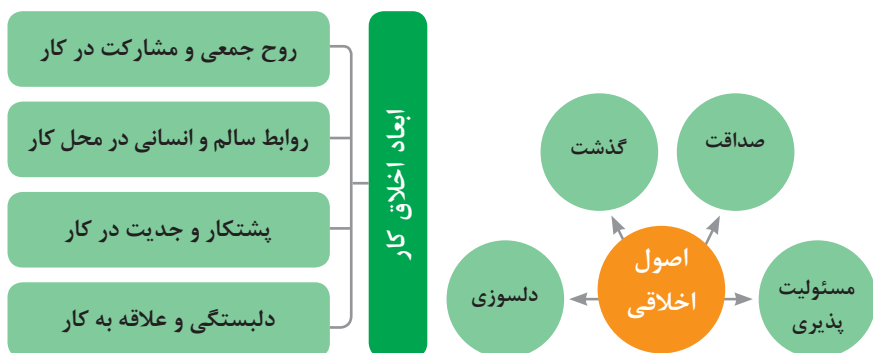 صداقت
گذشت
مسئولیت
پذیری
دلسوزی
اصول
اخلاقی
ابعاد اخلاق کار
روح جمعی و مشارکت در کار
روابط سالم و انسانی در محل کار
پشتکار و جدیت در کار
دلبستگی و علاقه به کار